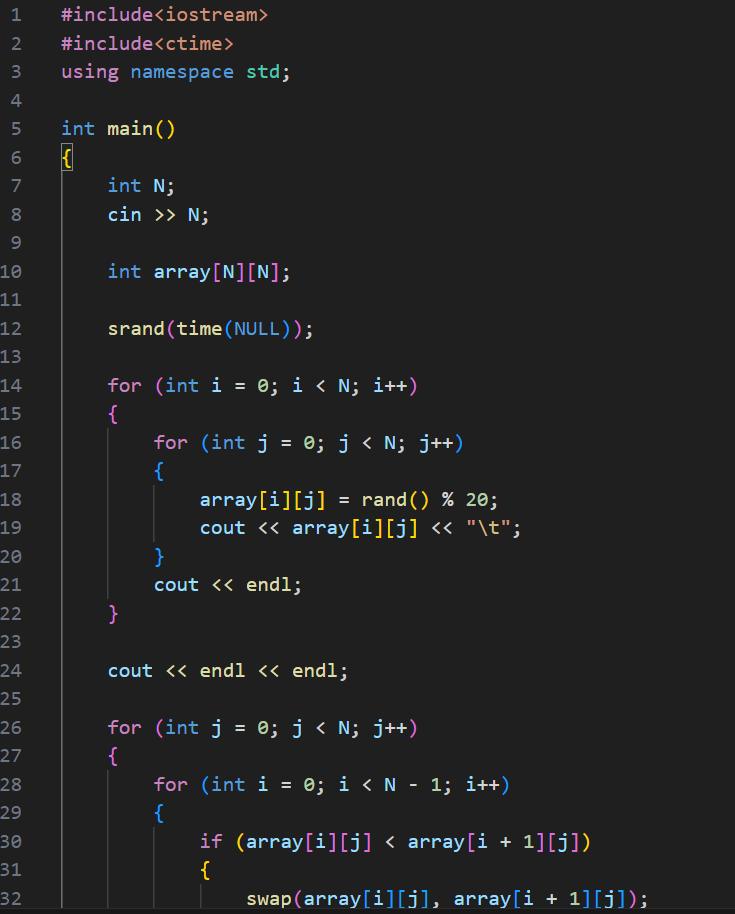 1 #include<iostream>
2 #include<ctime>
3 using namespace std;
4
5 int main()
6 {
7     int N;
8     cin >> N;
9
10     int array[N][N];
11
12     srand(time(NULL));
13
14     for (int i = 0; i < N; i++)
15     {
16         for (int j = 0; j < N; j++)
17         {
18             array[i][j] = rand() % 20;
19             cout << array[i][j] << "\t";
20         }
21         cout << endl;
22     }
23
24     cout << endl << endl;
25
26     for (int j = 0; j < N; j++)
27     {
28         for (int i = 0; i < N - 1; i++)
29         {
30             if (array[i][j] < array[i + 1][j])
31             {
32                 swap(array[i][j], array[i + 1][j]);